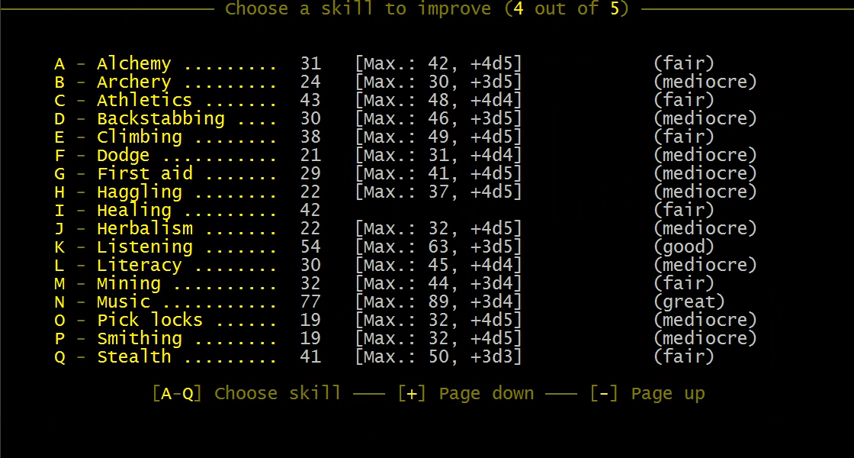 Choose a skill to improve (4 out of 5)
A - Alchemy ......... 31 [Max.: 42, +4d5] (fair)
B - Archery ......... 24 [Max.: 30, +3d5] (mediocre)
C - Athletics ....... 43 [Max.: 48, +4d4] (fair)
D - Backstabbing .... 30 [Max.: 46, +3d5] (mediocre)
E - Climbing ........ 38 [Max.: 49, +4d5] (fair)
F - Dodge ........... 21 [Max.: 31, +4d4] (mediocre)
G - First aid ....... 29 [Max.: 41, +4d5] (mediocre)
H - Haggling ........ 22 [Max.: 37, +4d5] (mediocre)
I - Healing ......... 42 (fair)
J - Herbalism ....... 22 [Max.: 32, +4d5] (mediocre)
K - Listening ....... 54 [Max.: 63, +3d5] (good)
L - Literacy ........ 30 [Max.: 45, +4d4] (mediocre)
M - Mining .......... 32 [Max.: 44, +3d4] (fair)
N - Music ........... 77 [Max.: 89, +3d4] (great)
O - Pick locks ...... 19 [Max.: 32, +4d5] (mediocre)
P - Smithing ........ 19 [Max.: 32, +4d5] (mediocre)
Q - Stealth ......... 41 [Max.: 50, +3d3] (fair)
[A-Q] Choose skill [+] Page down [-] Page up